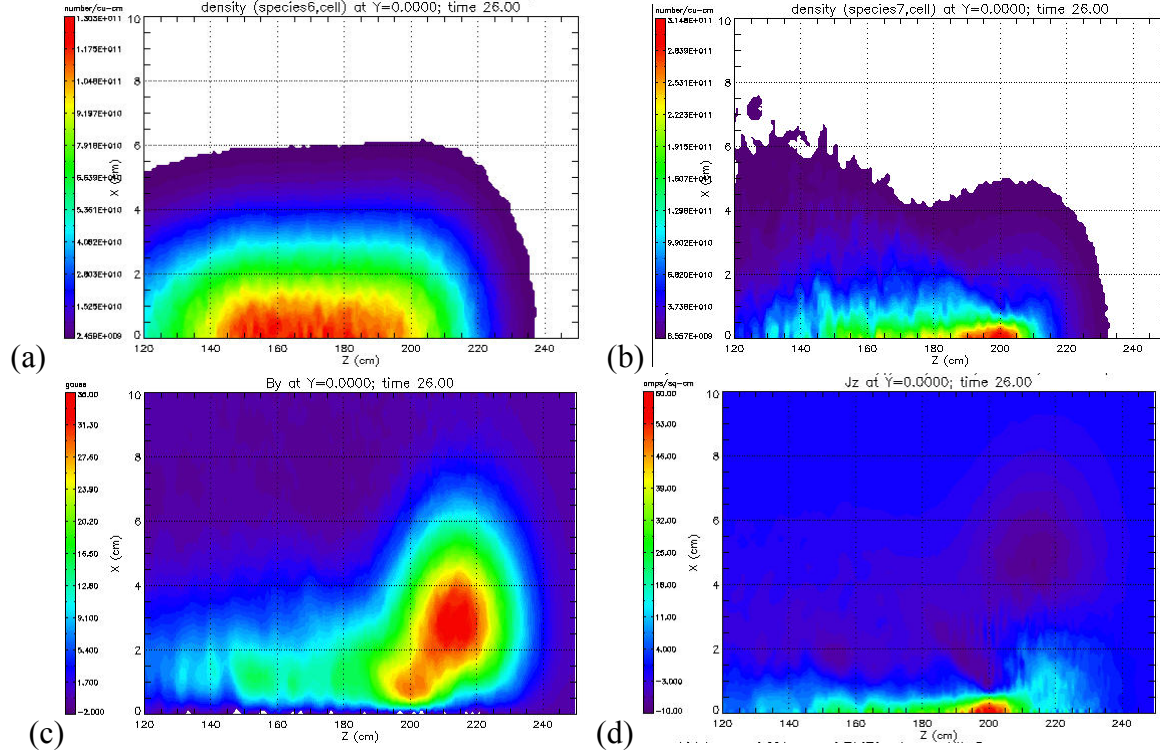 density (species6,cell) at Y=0.0000; time 26.00
number/cu-cm
1.303E+011
1.175E+011
1.048E+011
9.197E+010
7.918E+010
6.639E+010
5.361E+010
4.082E+010
2.803E+010
1.525E+010
2.459E+009
10
8
6
4
2
0
X (cm)
120 140 160 180 200 220 240
Z (cm)
(a)
density (species7,cell) at Y=0.0000; time 26.00
number/cu-cm
3.148E+011
2.839E+011
2.531E+011
2.223E+011
1.915E+011
1.607E+011
1.298E+011
9.902E+010
6.820E+010
3.738E+010
6.567E+009
10
8
6
4
2
0
X (cm)
120 140 160 180 200 220 240
Z (cm)
(b)
By at Y=0.0000; time 26.00
gauss
35.00
31.30
27.60
23.90
20.20
16.50
12.80
9.100
5.400
1.700
-2.000
10
8
6
4
2
0
X (cm)
120 140 160 180 200 220 240
Z (cm)
(c)
Jz at Y=0.0000; time 26.00
amps/sq-cm
60.00
53.00
46.00
39.00
32.00
25.00
18.00
11.00
4.000
-3.000
-10.00
10
8
6
4
2
0
X (cm)
120 140 160 180 200 220 240
Z (cm)
(d)